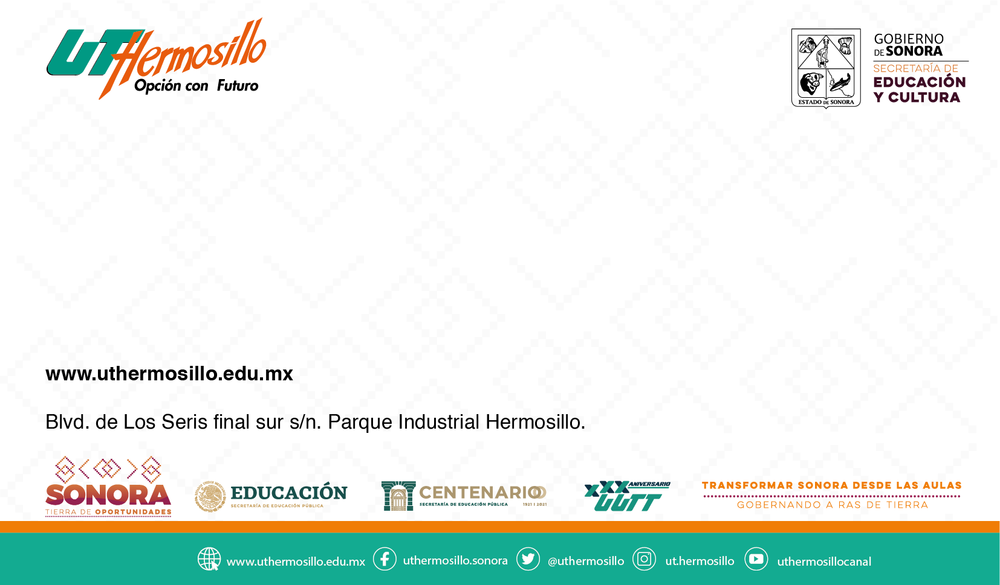 UTHermosillo
Opción con Futuro
GOBIERNO
DE SONORA
SECRETARÍA DE
EDUCACIÓN
Y CULTURA
ESTADO DE SONORA
www.uthermosillo.edu.mx
Blvd. de Los Seris final sur s/n. Parque Industrial Hermosillo.
SONORA
TIERRA DE OPORTUNIDADES
EDUCACIÓN
SECRETARÍA DE EDUCACIÓN PÚBLICA
CENTENARIO
SECRETARÍA DE EDUCACIÓN PÚBLICA
1921 | 2021
XXX ANIVERSARIO
UUTT
TRANSFORMAR SONORA DESDE LAS AULAS
GOBERNANDO A RAS DE TIERRA
www.uthermosillo.edu.mx uthermosillo.sonora @uthermosillo ut.hermosillo uthermosillocanal